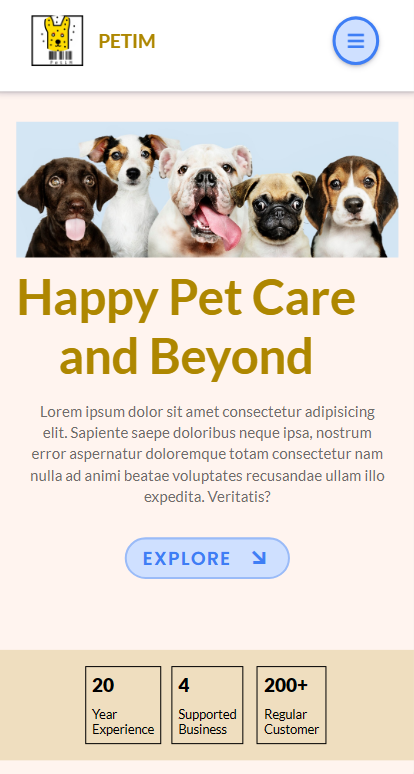 Petim
PETIM
Happy Pet Care
and Beyond
Lorem ipsum dolor sit amet consectetur adipisicing
elit. Sapiente saepe doloribus neque ipsa, nostrum
error aspernatur doloremque totam consectetur nam
nulla ad animi beatae voluptates recusandae ullam illo
expedita. Veritatis?
EXPLORE
20
Year
Experience
4
Supported
Business
200+
Regular
Customer